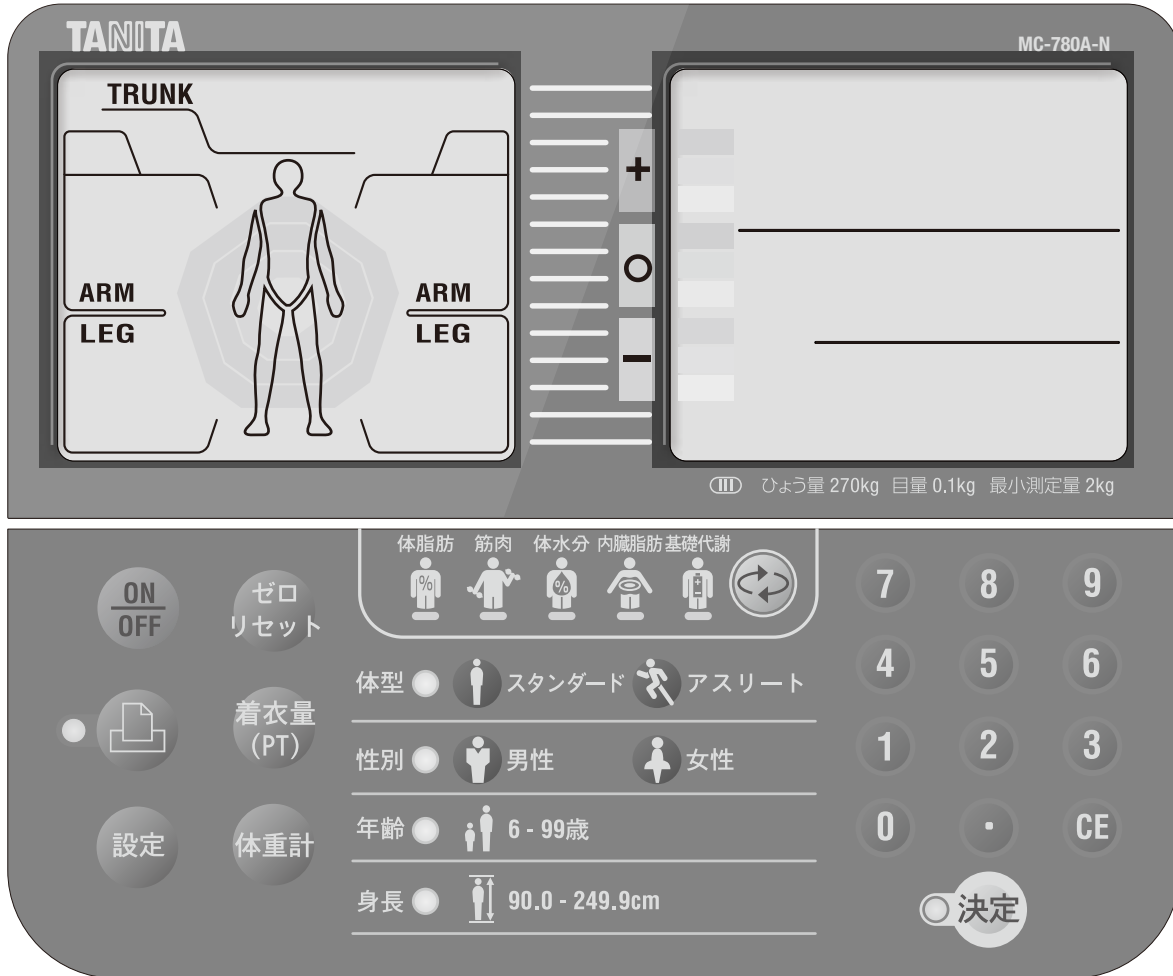 TANITA
MC-780A-N
TRUNK
ARM
ARM
LEG
LEG
+
○
−
ひょう量 270kg 目量 0.1kg 最小測定量 2kg
体脂肪 筋肉 体水分 内臓脂肪 基礎代謝
% %
ON
OFF
ゼロ
リセット
体型 スタンダード アスリート
着衣量
(PT)
性別 男性 女性
設定
体重計
年齢 6 - 99歳
身長 90.0 - 249.9cm
7 8 9
4 5 6
1 2 3
0 · CE
決定